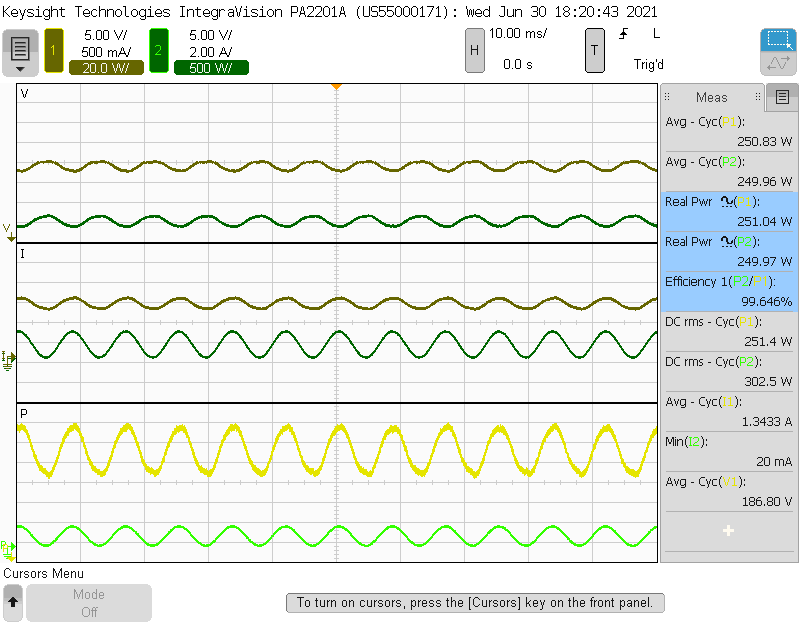 Keysight Technologies IntegraVision PA2201A (US55000171): Wed Jun 30 18:20:43 2021
1
5.00 V/
500 mA/
20.0 W/
2
5.00 V/
2.00 A/
500 W/
H
10.00 ms/
0.0 s
T
L
Trig'd
V
I
P
V
I
P
Meas
Avg - Cyc(P1):
250.83 W
Avg - Cyc(P2):
249.96 W
Real Pwr (P1):
251.04 W
Real Pwr (P2):
249.97 W
Efficiency 1(P2/P1):
99.646%
DC rms - Cyc(P1):
251.4 W
DC rms - Cyc(P2):
302.5 W
Avg - Cyc(I1):
1.3433 A
Min(I2):
20 mA
Avg - Cyc(V1):
186.80 V
Cursors Menu
Mode
Off
To turn on cursors, press the [Cursors] key on the front panel.